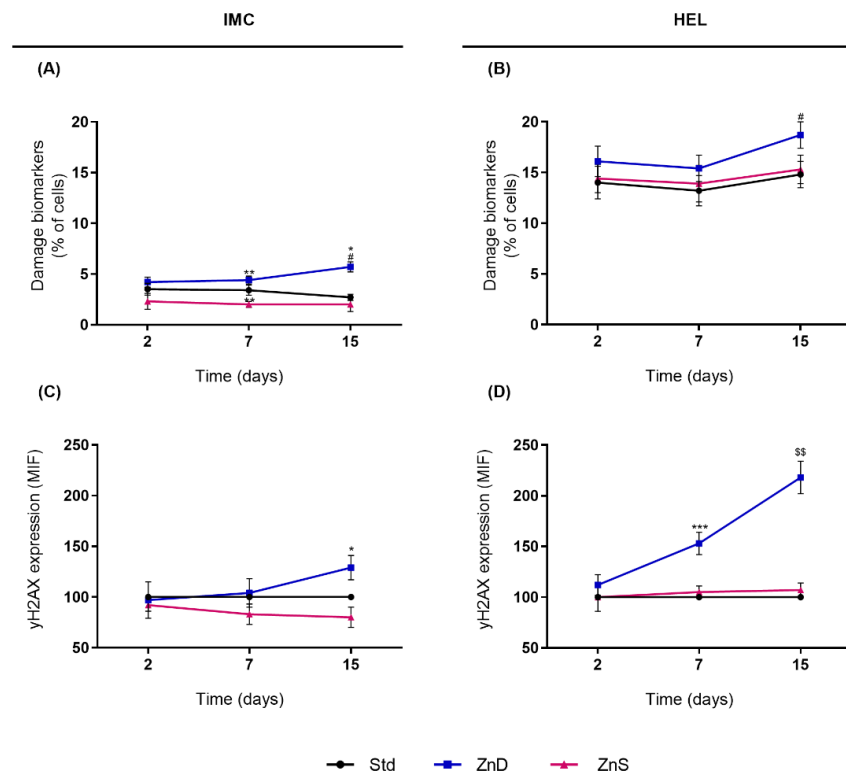 IMC
HEL
(A)
Damage biomarkers
(% of cells)
20
15
10
5
0
**
**
*
#
2 7 15
Time (days)
(B)
Damage biomarkers
(% of cells)
20
15
10
5
0
#
2 7 15
Time (days)
(C)
yH2AX expression (MIF)
250
200
150
100
50
*
2 7 15
Time (days)
(D)
yH2AX expression (MIF)
250
200
150
100
50
***
$$
2 7 15
Time (days)
Std ZnD ZnS